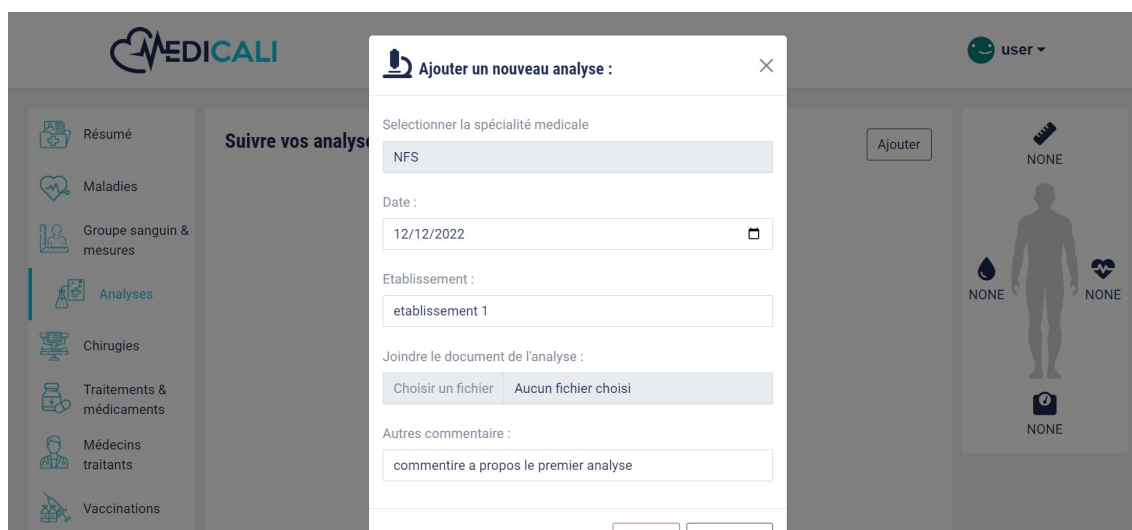 MEDICALI
user
Résumé
Maladies
Groupe sanguin &
mesures
Analyses
Chirugies
Traitements &
médicaments
Médecins
traitants
Vaccinations
Suivre vos analyse
Ajouter
Ajouter un nouveau analyse :
Selectionner la spécialité medicale
NFS
Date :
12/12/2022
Etablissement :
etablissement 1
Joindre le document de l'analyse :
Choisir un fichier Aucun fichier choisi
Autres commentaire :
commentire a propos le premier analyse
NONE
NONE
NONE
NONE